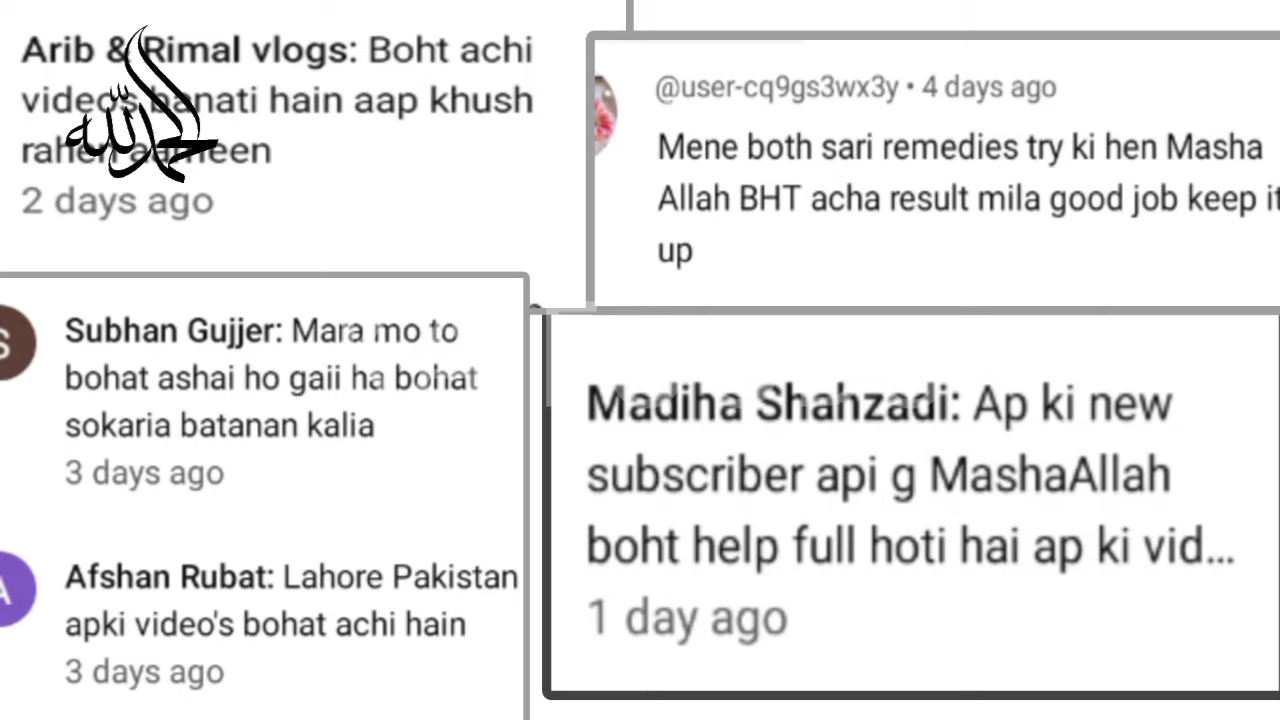 Arib & Rimal vlogs: Boht achi
videos banati hain aap khush
rahen aameen
2 days ago
الحمدلله
@user-cq9gs3wx3y • 4 days ago
Mene both sari remedies try ki hen Masha
Allah BHT acha result mila good job keep it
up
S
Subhan Gujjer: Mara mo to
bohat ashai ho gaii ha bohat
sokaria batanan kalia
3 days ago
A
Afshan Rubat: Lahore Pakistan
apki video's bohat achi hain
3 days ago
Madiha Shahzadi: Ap ki new
subscriber api g MashaAllah
boht help full hoti hai ap ki vid...
1 day ago